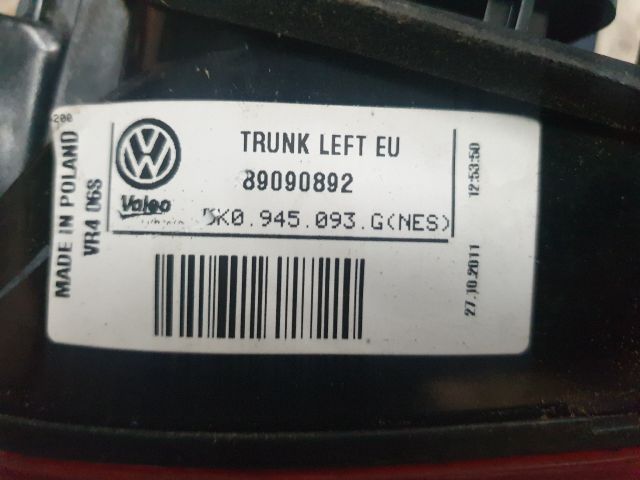 200
MADE IN POLAND
VR4 06S
TRUNK LEFT EU
89090892
Valeo
5K0.945.093.G(NES)
12:53:50
27.10.2011